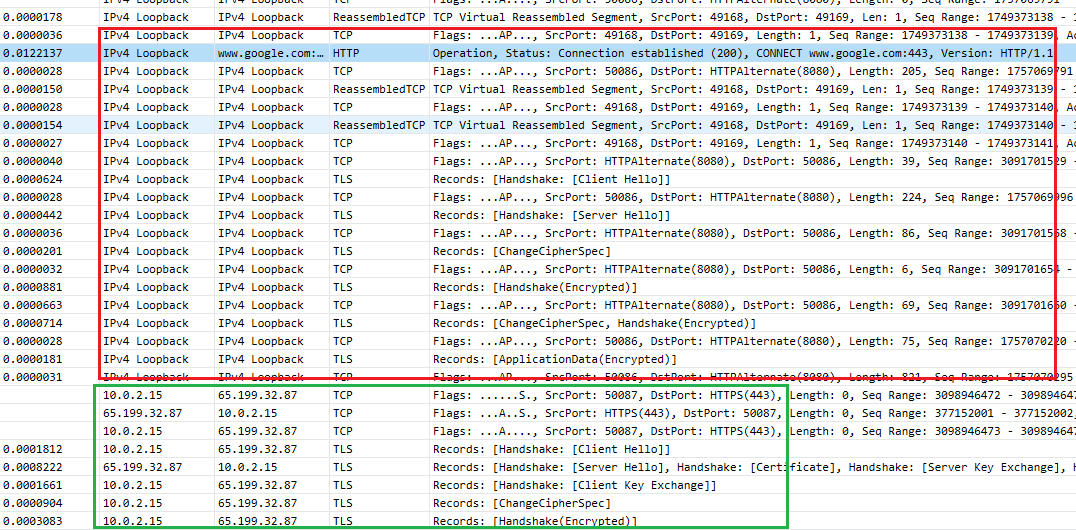 0.0000178 IPv4 Loopback IPv4 Loopback ReassembledTCP TCP Virtual Reassembled Segment, SrcPort: 49168, DstPort: 49169, Len: 1, Seq Range: 1749373138 - 1
0.0000036 IPv4 Loopback IPv4 Loopback TCP Flags: ...AP..., SrcPort: 49168, DstPort: 49169, Length: 1, Seq Range: 1749373138 - 1749373139, Ac
0.0122137 IPv4 Loopback www.google.com:... HTTP Operation, Status: Connection established (200), CONNECT www.google.com:443, Version: HTTP/1.1
0.0000028 IPv4 Loopback IPv4 Loopback TCP Flags: ...AP..., SrcPort: 50086, DstPort: HTTPAlternate(8080), Length: 205, Seq Range: 1757069791
0.0000150 IPv4 Loopback IPv4 Loopback ReassembledTCP TCP Virtual Reassembled Segment, SrcPort: 49168, DstPort: 49169, Len: 1, Seq Range: 1749373139 - 1
0.0000028 IPv4 Loopback IPv4 Loopback TCP Flags: ...AP..., SrcPort: 49168, DstPort: 49169, Length: 1, Seq Range: 1749373139 - 1749373140, Ac
0.0000154 IPv4 Loopback IPv4 Loopback ReassembledTCP TCP Virtual Reassembled Segment, SrcPort: 49168, DstPort: 49169, Len: 1, Seq Range: 1749373140 - 1
0.0000027 IPv4 Loopback IPv4 Loopback TCP Flags: ...AP..., SrcPort: 49168, DstPort: 49169, Length: 1, Seq Range: 1749373140 - 1749373141, Ac
0.0000040 IPv4 Loopback IPv4 Loopback TCP Flags: ...AP..., SrcPort: HTTPAlternate(8080), DstPort: 50086, Length: 39, Seq Range: 3091701529 -
0.0000624 IPv4 Loopback IPv4 Loopback TLS Records: [Handshake: [Client Hello]]
0.0000028 IPv4 Loopback IPv4 Loopback TCP Flags: ...AP..., SrcPort: 50086, DstPort: HTTPAlternate(8080), Length: 224, Seq Range: 1757069996
0.0000442 IPv4 Loopback IPv4 Loopback TLS Records: [Handshake: [Server Hello]]
0.0000036 IPv4 Loopback IPv4 Loopback TCP Flags: ...AP..., SrcPort: HTTPAlternate(8080), DstPort: 50086, Length: 86, Seq Range: 3091701568 -
0.0000201 IPv4 Loopback IPv4 Loopback TLS Records: [ChangeCipherSpec]
0.0000032 IPv4 Loopback IPv4 Loopback TCP Flags: ...AP..., SrcPort: HTTPAlternate(8080), DstPort: 50086, Length: 6, Seq Range: 3091701654 -
0.0000881 IPv4 Loopback IPv4 Loopback TLS Records: [Handshake(Encrypted)]
0.0000663 IPv4 Loopback IPv4 Loopback TCP Flags: ...AP..., SrcPort: HTTPAlternate(8080), DstPort: 50086, Length: 69, Seq Range: 3091701660 -
0.0000714 IPv4 Loopback IPv4 Loopback TLS Records: [ChangeCipherSpec, Handshake(Encrypted)]
0.0000028 IPv4 Loopback IPv4 Loopback TCP Flags: ...AP..., SrcPort: 50086, DstPort: HTTPAlternate(8080), Length: 75, Seq Range: 1757070220 -
0.0000181 IPv4 Loopback IPv4 Loopback TLS Records: [ApplicationData(Encrypted)]
0.0000031 IPv4 Loopback IPv4 Loopback TCP Flags: ...AP..., SrcPort: 50086, DstPort: HTTPAlternate(8080), Length: 821, Seq Range: 1757070295
10.0.2.15 65.199.32.87 TCP Flags: ......S., SrcPort: 50087, DstPort: HTTPS(443), Length: 0, Seq Range: 3098946472 - 309894647
65.199.32.87 10.0.2.15 TCP Flags: ...A..S., SrcPort: HTTPS(443), DstPort: 50087, Length: 0, Seq Range: 377152001 - 377152002,
10.0.2.15 65.199.32.87 TCP Flags: ...A...., SrcPort: 50087, DstPort: HTTPS(443), Length: 0, Seq Range: 3098946473 - 309894647
0.0001812 10.0.2.15 65.199.32.87 TLS Records: [Handshake: [Client Hello]]
0.0008222 65.199.32.87 10.0.2.15 TLS Records: [Handshake: [Server Hello], Handshake: [Certificate], Handshake: [Server Key Exchange], H
0.0001661 10.0.2.15 65.199.32.87 TLS Records: [Handshake: [Client Key Exchange]]
0.0000904 10.0.2.15 65.199.32.87 TLS Records: [ChangeCipherSpec]
0.0003083 10.0.2.15 65.199.32.87 TLS Records: [Handshake(Encrypted)]